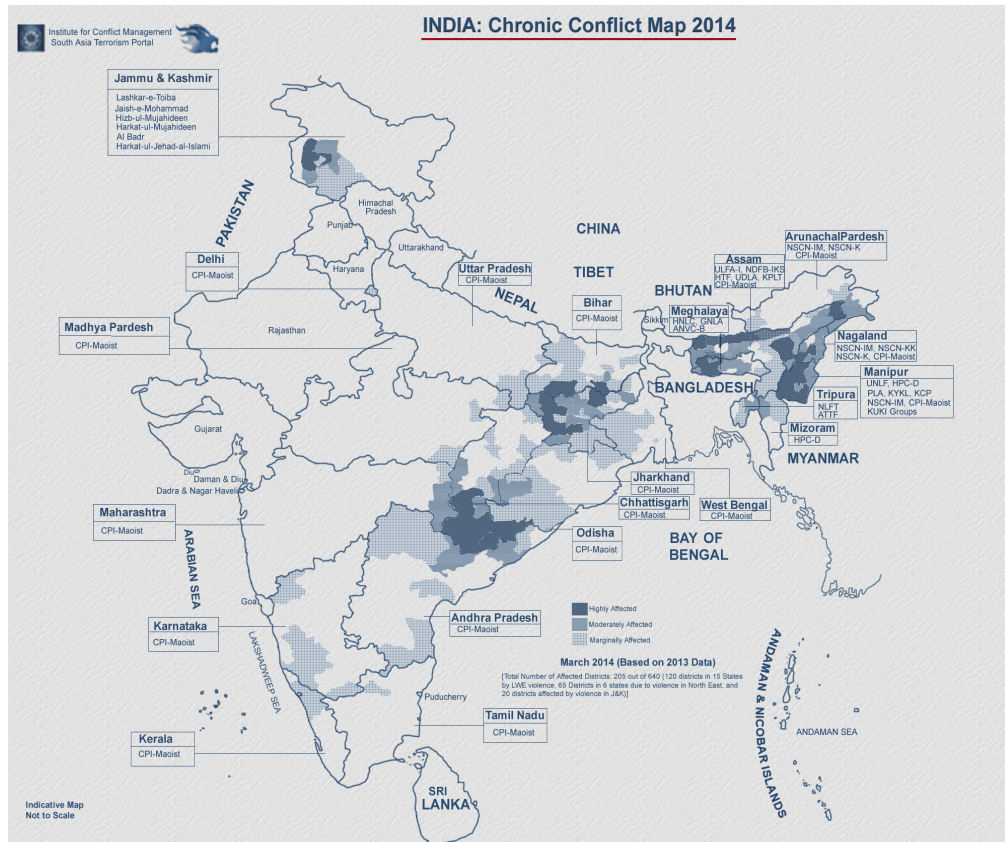 INDIA: Chronic Conflict Map 2014
Institute for Conflict Management
South Asia Terrorism Portal
Jammu & Kashmir
Lashkar-e-Toiba
Jaish-e-Mohammad
Hizb-ul-Mujahideen
Harkat-ul-Mujahideen
Al Badr
Harkat-ul-Jehad-al-Islami
PAKISTAN
Himachal
Pradesh
Punjab
Uttarakhand
Haryana
Delhi
CPI-Maoist
Uttar Pradesh
CPI-Maoist
CHINA
TIBET
NEPAL
BHUTAN
Bihar
CPI-Maoist
Sikkim
ArunachalPardesh
NSCN-IM, NSCN-K
CPI-Maoist
Assam
ULFA-I, NDFB-IKS
HTF, UDLA, KPLT
CPI-Maoist
Meghalaya
HNLC, GNLA
ANVC-B
Nagaland
NSCN-IM, NSCN-KK
NSCN-K, CPI-Maoist
Manipur
UNLF, HPC-D
PLA, KYKL, KCP
NSCN-IM, CPI-Maoist
KUKI Groups
Tripura
NLFT
ATTF
Mizoram
HPC-D
BANGLADESH
MYANMAR
Madhya Pardesh
CPI-Maoist
Rajasthan
Gujarat
Diu
Daman & Diu
Dadra & Nagar Haveli
Maharashtra
CPI-Maoist
ARABIAN SEA
Jharkhand
CPI-Maoist
Chhattisgarh
CPI-Maoist
West Bengal
CPI-Maoist
Odisha
CPI-Maoist
BAY OF
BENGAL
Goa
Karnataka
CPI-Maoist
LAKSHADWEEP SEA
Andhra Pradesh
CPI-Maoist
Highly Affected
Moderately Affected
Marginally Affected
March 2014 (Based on 2013 Data)
[Total Number of Affected Districts: 205 out of 640 (120 districts in 15 States
by LWE violence, 65 Districts in 6 states due to violence in North East, and
20 districts affected by violence in J&K)]
Puducherry
Tamil Nadu
CPI-Maoist
Kerala
CPI-Maoist
SRI
LANKA
ANDAMAN & NICOBAR ISLANDS
ANDAMAN SEA
Indicative Map
Not to Scale